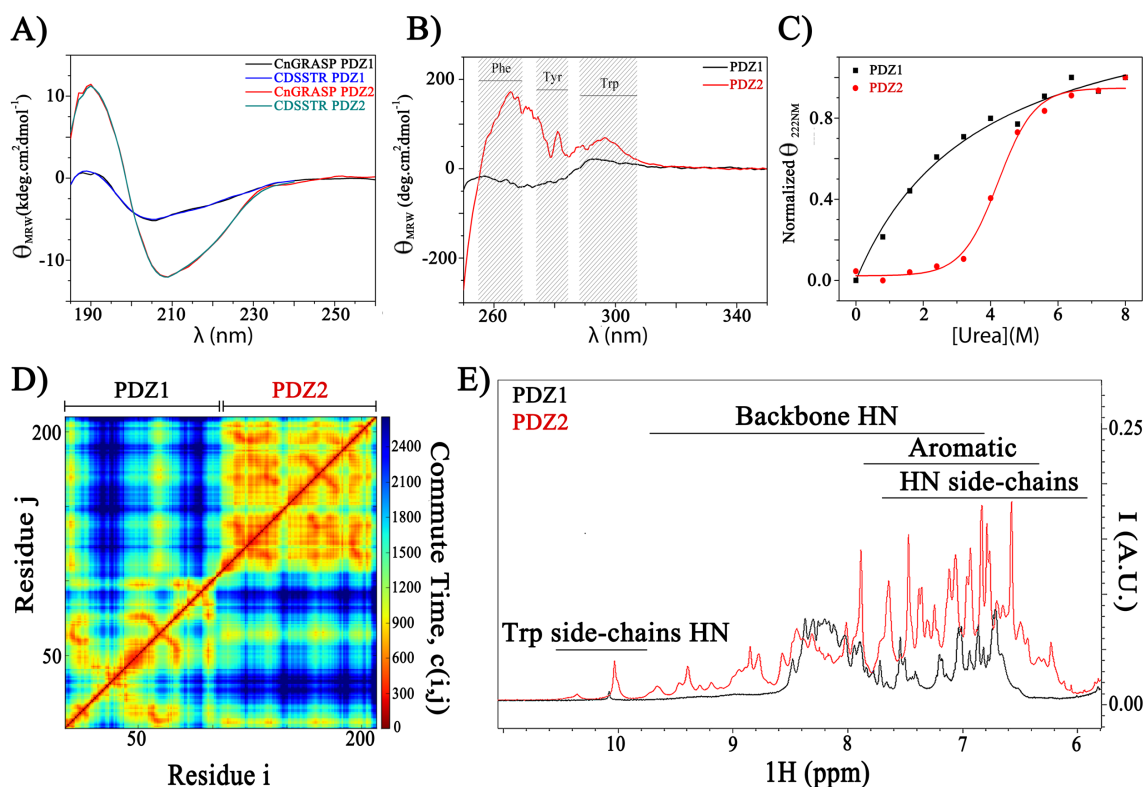 A)
CnGRASP PDZ1
CDSSTR PDZ1
CnGRASP PDZ2
CDSSTR PDZ2
10
5
0
-5
-10
θMRW(kdeg.cm²dmol⁻¹)
190 210 230 250
λ (nm)
B)
Phe Tyr Trp
PDZ1
PDZ2
200
0
-200
θMRW (deg.cm²dmol⁻¹)
260 300 340
λ (nm)
C)
PDZ1
PDZ2
0.8
0.4
0.0
Normalized θ 222NM
0 2 4 6 8
[Urea](M)
D)
PDZ1 PDZ2
200
50
Residue j
50 200
Residue i
2400
2100
1800
1500
1200
900
600
300
0
Commute Time, c(i,j)
E)
PDZ1
PDZ2
Backbone HN
Aromatic
HN side-chains
Trp side-chains HN
0.25
0.00
I (A.U.)
10 9 8 7 6
1H (ppm)